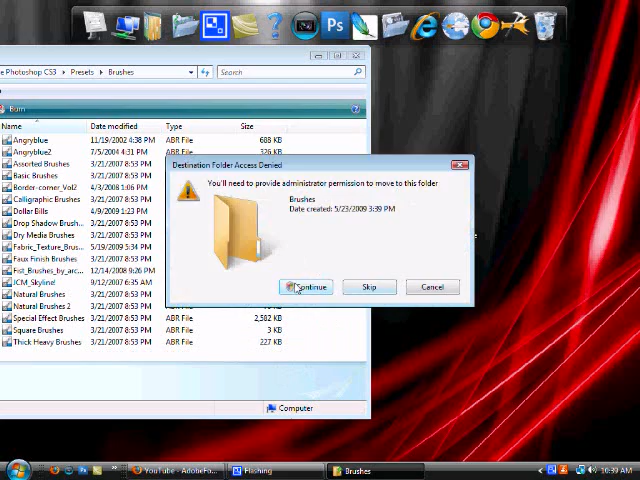 Ps
e Photoshop CS3 ▸ Presets ▸ Brushes
Search
Burn
Name Date modified Type Size
Angryblue 11/19/2002 4:38 PM ABR File 688 KB
Angryblue2 7/5/2004 4:31 PM ABR File 326 KB
Assorted Brushes 3/21/2007 8:53 PM
Basic Brushes 3/21/2007 8:53 PM
Border-corner_Vol2 4/3/2008 1:06 PM
Calligraphic Brushes 3/21/2007 8:53 PM
Dollar Bills 4/9/2009 1:23 PM
Drop Shadow Brush... 3/21/2007 8:53 PM
Dry Media Brushes 3/21/2007 8:53 PM
Fabric_Texture_Brus... 5/19/2009 5:34 PM
Faux Finish Brushes 3/21/2007 8:53 PM
Fist_Brushes_by_arc... 12/14/2008 9:26 PM
JCM_Skyline! 9/12/2007 6:35 AM
Natural Brushes 3/21/2007 8:53 PM
Natural Brushes 2 3/21/2007 8:53 PM ABR File
Special Effect Brushes 3/21/2007 8:53 PM ABR File 2,582 KB
Square Brushes 3/21/2007 8:53 PM ABR File 3 KB
Thick Heavy Brushes 3/21/2007 8:53 PM ABR File 227 KB
Destination Folder Access Denied
You'll need to provide administrator permission to move to this folder
Brushes
Date created: 5/23/2009 3:39 PM
Continue Skip Cancel
Computer
YouTube - AdobeFo... Flashing Brushes 10:39 AM